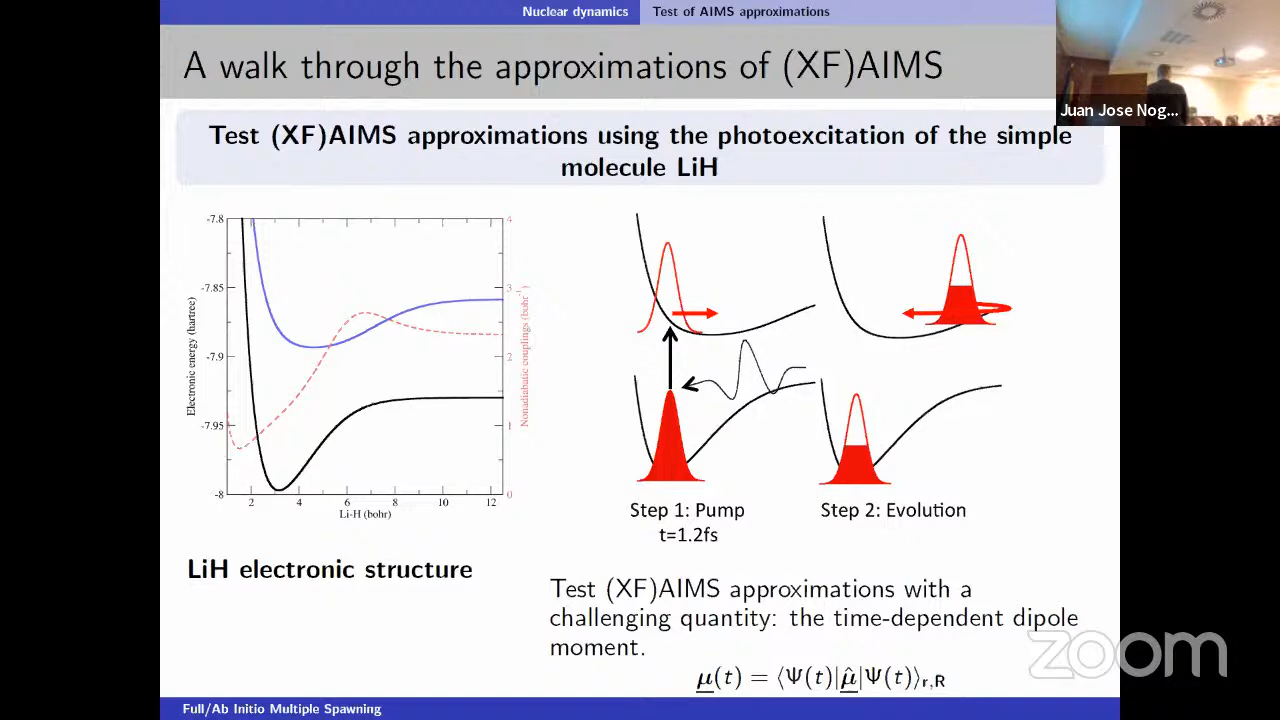 Nuclear dynamics
Test of AIMS approximations
A walk through the approximations of (XF)AIMS
Juan Jose Nog...
Test (XF)AIMS approximations using the photoexcitation of the simple
molecule LiH
-7.8
-7.85
-7.9
-7.95
-8
Electronic energy (hartree)
2
4
6
8
10
12
Li-H (bohr)
4
3
2
1
0
Nonadiabatic couplings (bohr⁻¹)
Step 1: Pump
t=1.2fs
Step 2: Evolution
LiH electronic structure
Test (XF)AIMS approximations with a
challenging quantity: the time-dependent dipole
moment.
μ(t) = ⟨Ψ(t)|μ̂|Ψ(t)⟩r,R
zoom
Full/Ab Initio Multiple Spawning